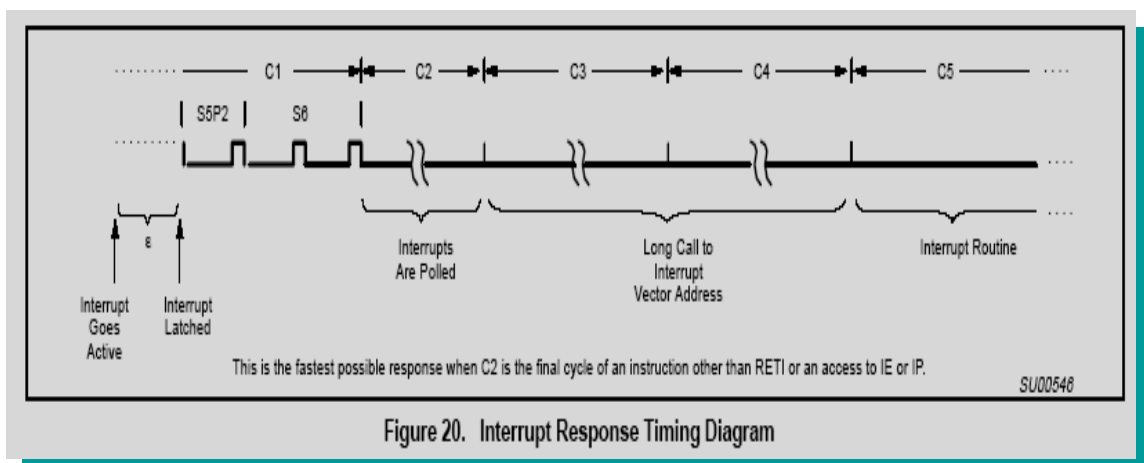 C1 C2 C3 C4 C5
S5P2 S6
ε
Interrupts
Are Polled
Long Call to
Interrupt
Vector Address
Interrupt Routine
Interrupt
Goes
Active
Interrupt
Latched
This is the fastest possible response when C2 is the final cycle of an instruction other than RETI or an access to IE or IP.
SU00546
Figure 20. Interrupt Response Timing Diagram